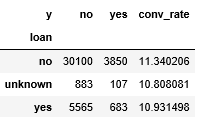 y no yes conv_rate
loan
no 30100 3850 11.340206
unknown 883 107 10.808081
yes 5565 683 10.931498